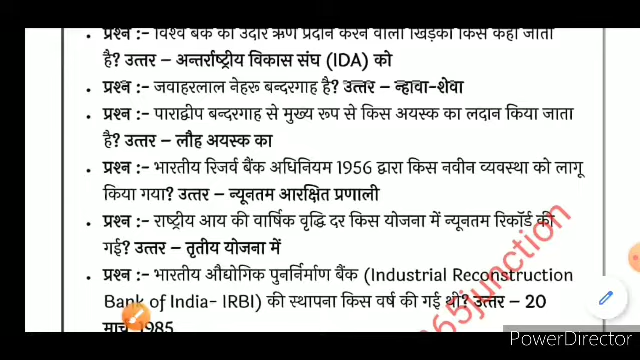 प्रश्न :- विश्व बैंक की उदार ऋण प्रदान करने वाली खिड़की किसे कहा जाता
है? उत्तर – अन्तर्राष्ट्रीय विकास संघ (IDA) को
प्रश्न :- जवाहरलाल नेहरू बन्दरगाह है? उत्तर – न्हावा-शेवा
प्रश्न :- पाराद्वीप बन्दरगाह से मुख्य रूप से किस अयस्क का लदान किया जाता
है? उत्तर – लौह अयस्क का
प्रश्न :- भारतीय रिजर्व बैंक अधिनियम 1956 द्वारा किस नवीन व्यवस्था को लागू
किया गया? उत्तर – न्यूनतम आरक्षित प्रणाली
प्रश्न :- राष्ट्रीय आय की वार्षिक वृद्धि दर किस योजना में न्यूनतम रिकॉर्ड की
गई? उत्तर – तृतीय योजना में
प्रश्न :- भारतीय औद्योगिक पुनर्निर्माण बैंक (Industrial Reconstruction
Bank of India- IRBI) की स्थापना किस वर्ष की गई थी? उत्तर – 20
मार्च 1985
65junction
PowerDirector